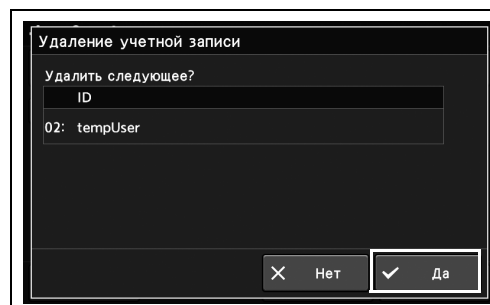 Удаление учетной записи
Удалить следующее?
ID
02: tempUser
Нет
Да